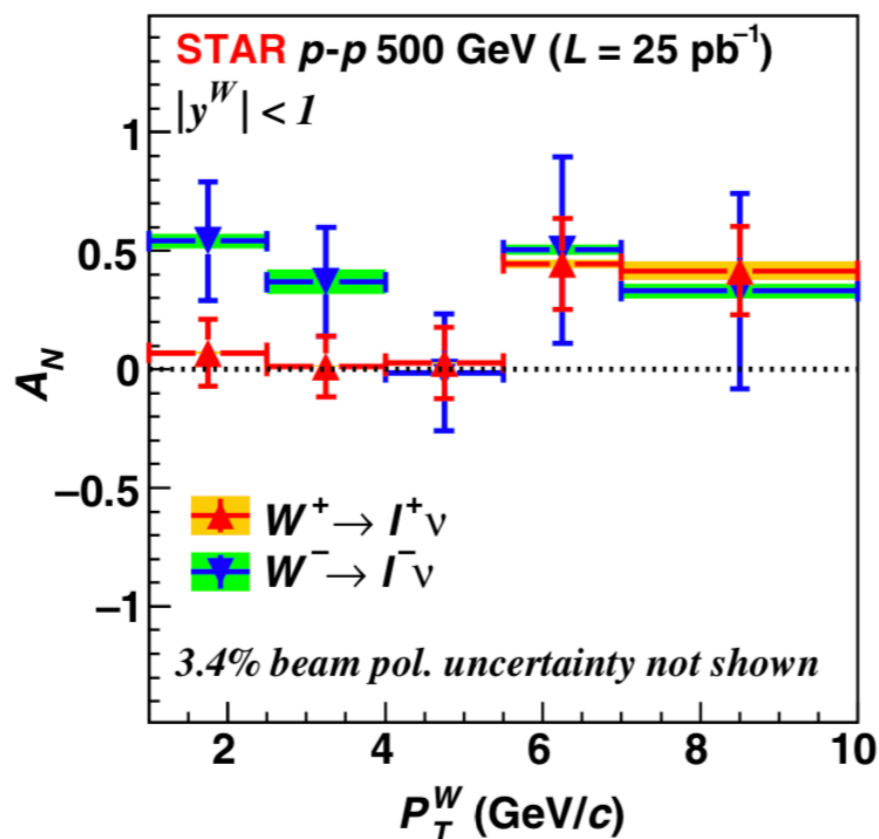 STAR p-p 500 GeV (L = 25 pb⁻¹)
|y^W| < 1
1
0.5
0
−0.5
−1
A_N
W⁺ → l⁺ν
W⁻ → l⁻ν
3.4% beam pol. uncertainty not shown
2 4 6 8 10
P_T^W (GeV/c)